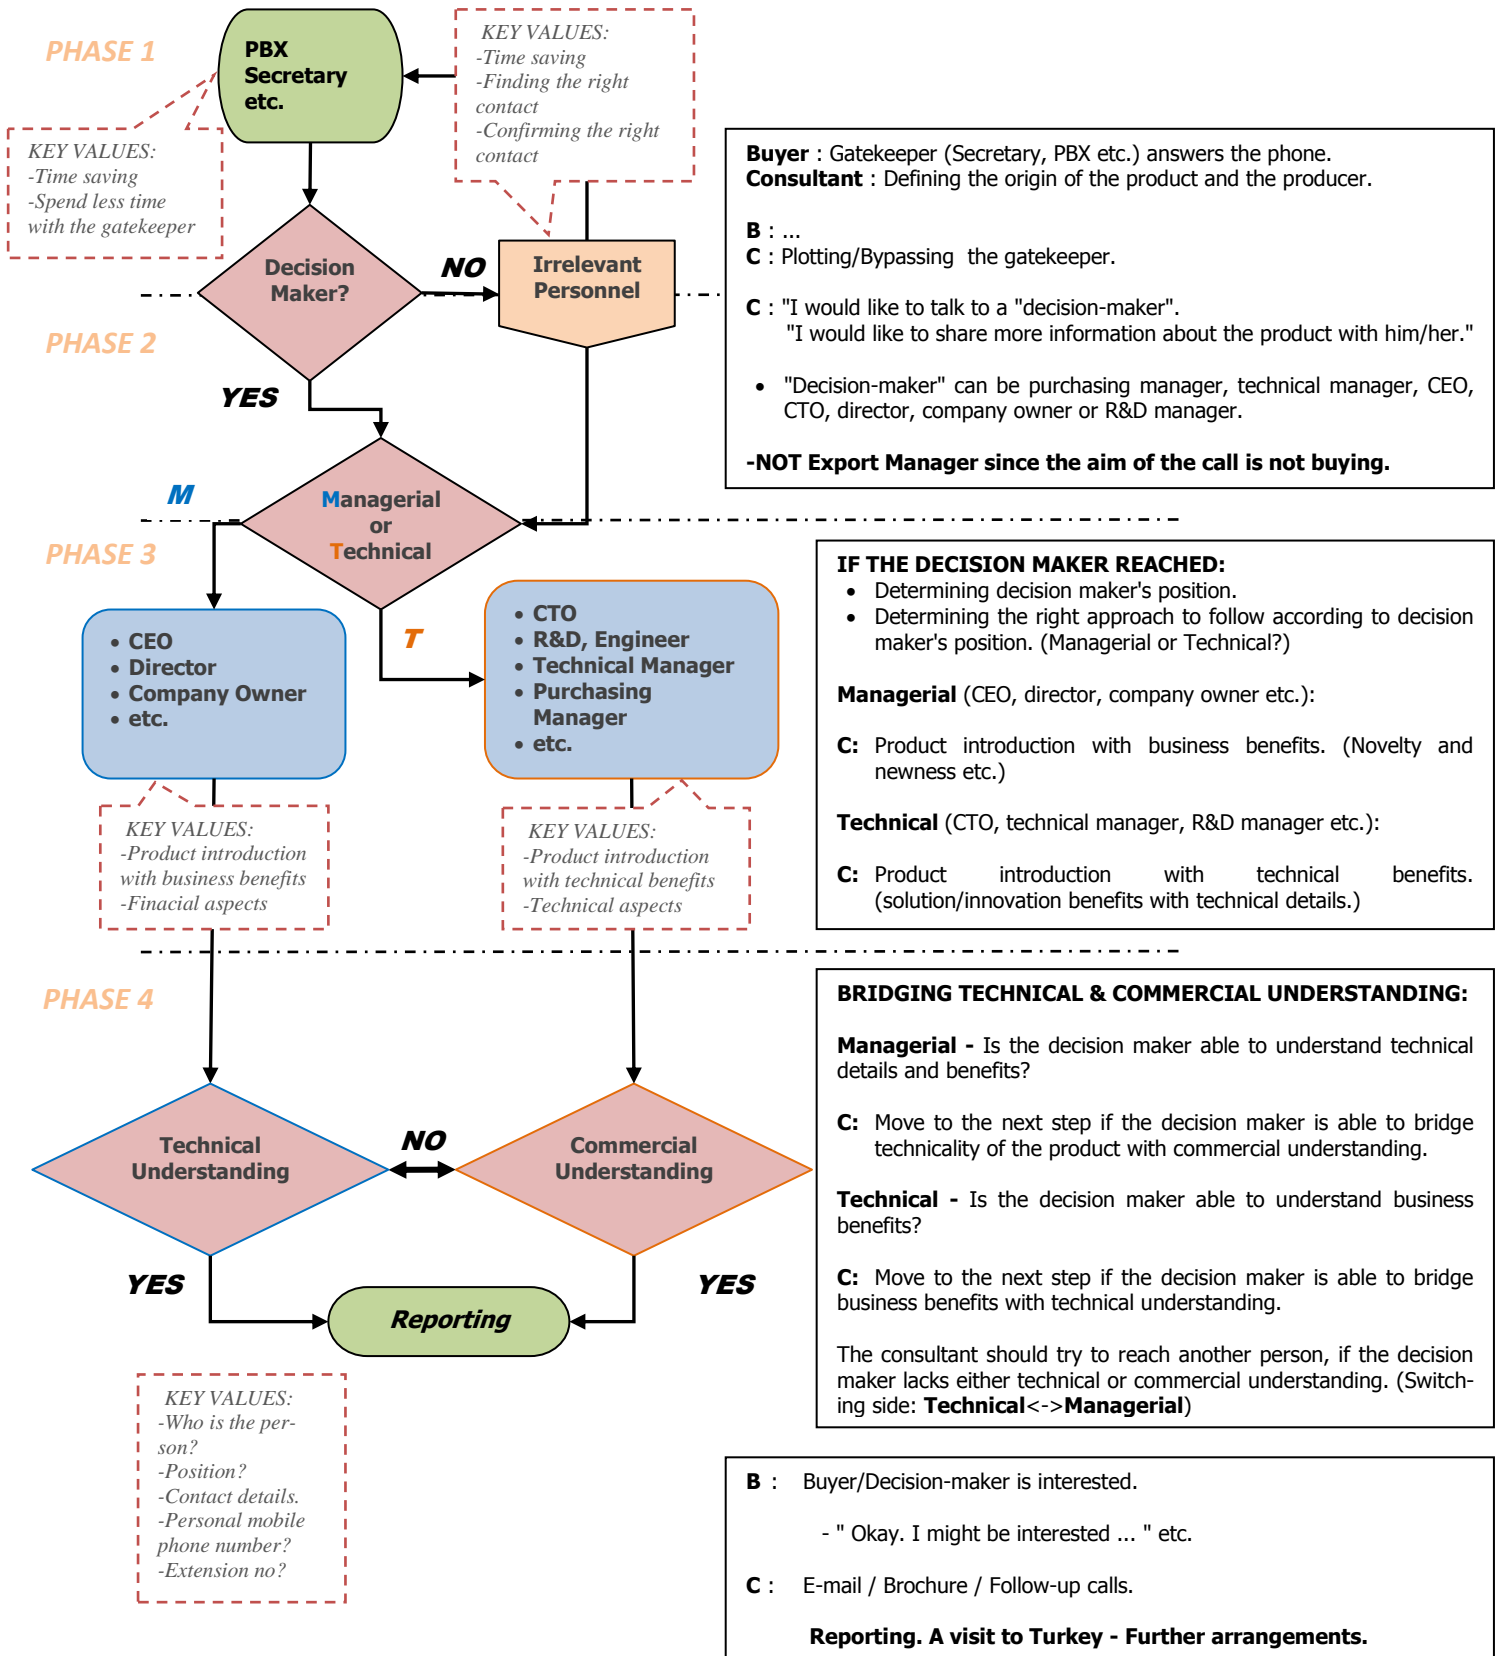 PHASE 1
PBX
Secretary
etc.
KEY VALUES:
-Time saving
-Finding the right
contact
-Confirming the right
contact
KEY VALUES:
-Time saving
-Spend less time
with the gatekeeper
Decision
Maker?
NO
Irrelevant
Personnel
Buyer : Gatekeeper (Secretary, PBX etc.) answers the phone.
Consultant : Defining the origin of the product and the producer.
B : ...
C : Plotting/Bypassing the gatekeeper.
C : "I would like to talk to a "decision-maker".
"I would like to share more information about the product with him/her."
• "Decision-maker" can be purchasing manager, technical manager, CEO,
CTO, director, company owner or R&D manager.
-NOT Export Manager since the aim of the call is not buying.
PHASE 2
YES
M
Managerial
or
Technical
PHASE 3
• CEO
• Director
• Company Owner
• etc.
T
• CTO
• R&D, Engineer
• Technical Manager
• Purchasing
Manager
• etc.
IF THE DECISION MAKER REACHED:
• Determining decision maker's position.
• Determining the right approach to follow according to decision
maker's position. (Managerial or Technical?)
Managerial (CEO, director, company owner etc.):
C: Product introduction with business benefits. (Novelty and
newness etc.)
Technical (CTO, technical manager, R&D manager etc.):
C: Product introduction with technical benefits.
(solution/innovation benefits with technical details.)
KEY VALUES:
-Product introduction
with business benefits
-Finacial aspects
KEY VALUES:
-Product introduction
with technical benefits
-Technical aspects
PHASE 4
Technical
Understanding
NO
Commercial
Understanding
YES
YES
Reporting
BRIDGING TECHNICAL & COMMERCIAL UNDERSTANDING:
Managerial - Is the decision maker able to understand technical
details and benefits?
C: Move to the next step if the decision maker is able to bridge
technicality of the product with commercial understanding.
Technical - Is the decision maker able to understand business
benefits?
C: Move to the next step if the decision maker is able to bridge
business benefits with technical understanding.
The consultant should try to reach another person, if the decision
maker lacks either technical or commercial understanding. (Switch-
ing side: Technical<->Managerial)
KEY VALUES:
-Who is the per-
son?
-Position?
-Contact details.
-Personal mobile
phone number?
-Extension no?
B : Buyer/Decision-maker is interested.
- " Okay. I might be interested ... " etc.
C : E-mail / Brochure / Follow-up calls.
Reporting. A visit to Turkey - Further arrangements.